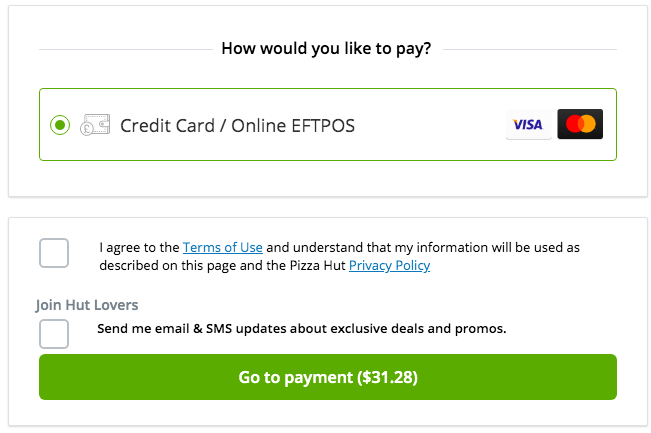 How would you like to pay?
Credit Card / Online EFTPOS
VISA
I agree to the Terms of Use and understand that my information will be used as
described on this page and the Pizza Hut Privacy Policy
Join Hut Lovers
Send me email & SMS updates about exclusive deals and promos.
Go to payment ($31.28)